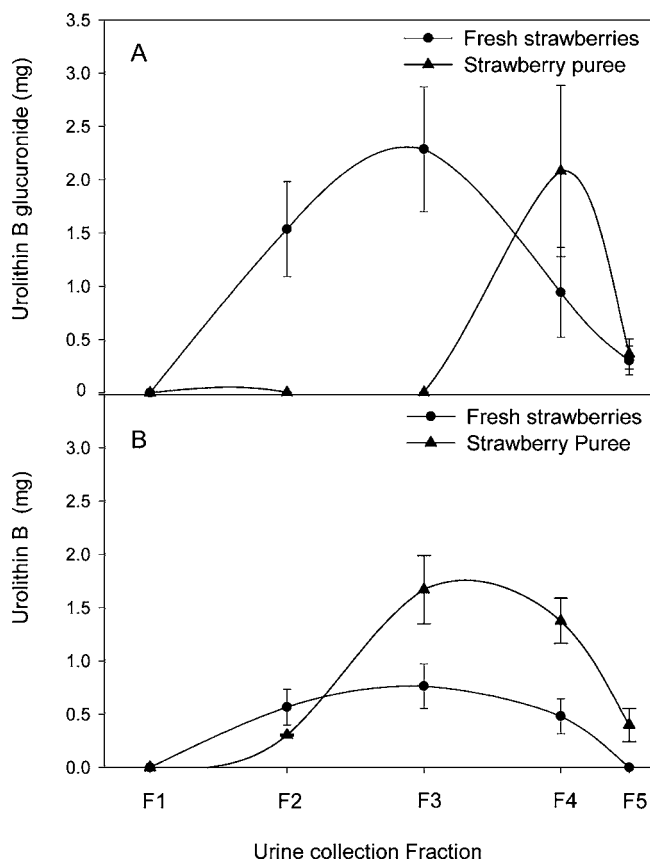 3.5
3.0
2.5
2.0
1.5
1.0
0.5
0
Urolithin B glucuronide (mg)
A
Fresh strawberries
Strawberry puree
3.0
2.5
2.0
1.5
1.0
0.5
0.0
Urolithin B (mg)
B
Fresh strawberries
Strawberry Puree
F1 F2 F3 F4 F5
Urine collection Fraction